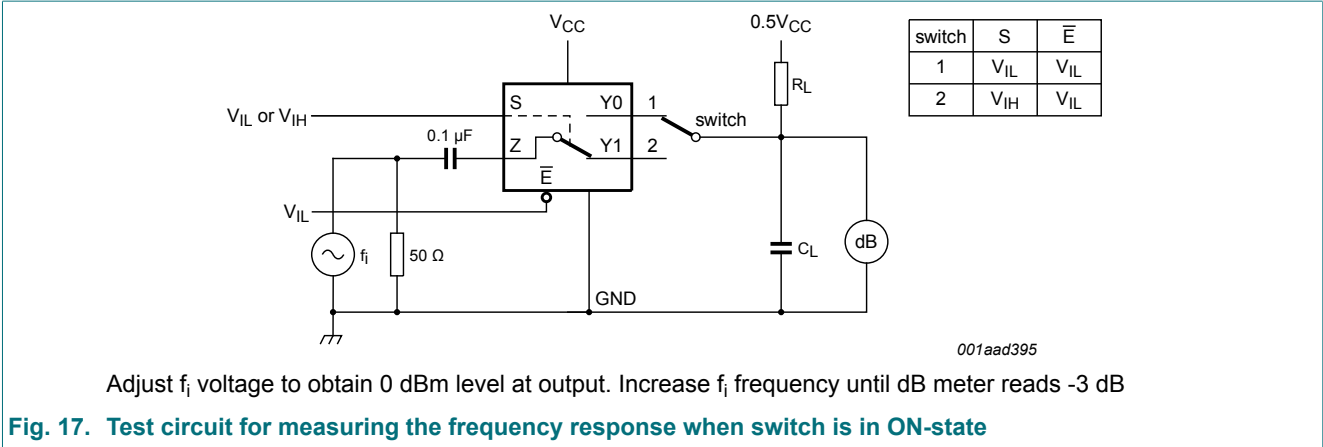 VCC
0.5VCC
switch S E̅
1 VIL VIL
2 VIH VIL
RL
S Y0 1
switch
VIL or VIH
0.1 µF
Z Y1 2
E̅
VIL
fi
50 Ω
CL
dB
GND
001aad395
Adjust fi voltage to obtain 0 dBm level at output. Increase fi frequency until dB meter reads -3 dB
Fig. 17. Test circuit for measuring the frequency response when switch is in ON-state